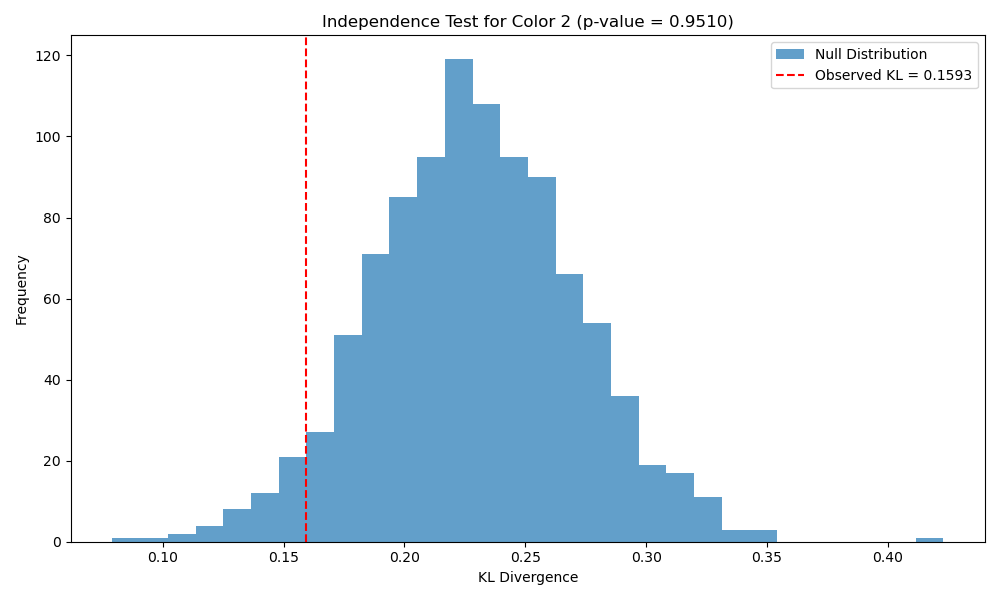 Independence Test for Color 2 (p-value = 0.9510)
Null Distribution
Observed KL = 0.1593
Frequency
120
100
80
60
40
20
0
0.10 0.15 0.20 0.25 0.30 0.35 0.40
KL Divergence